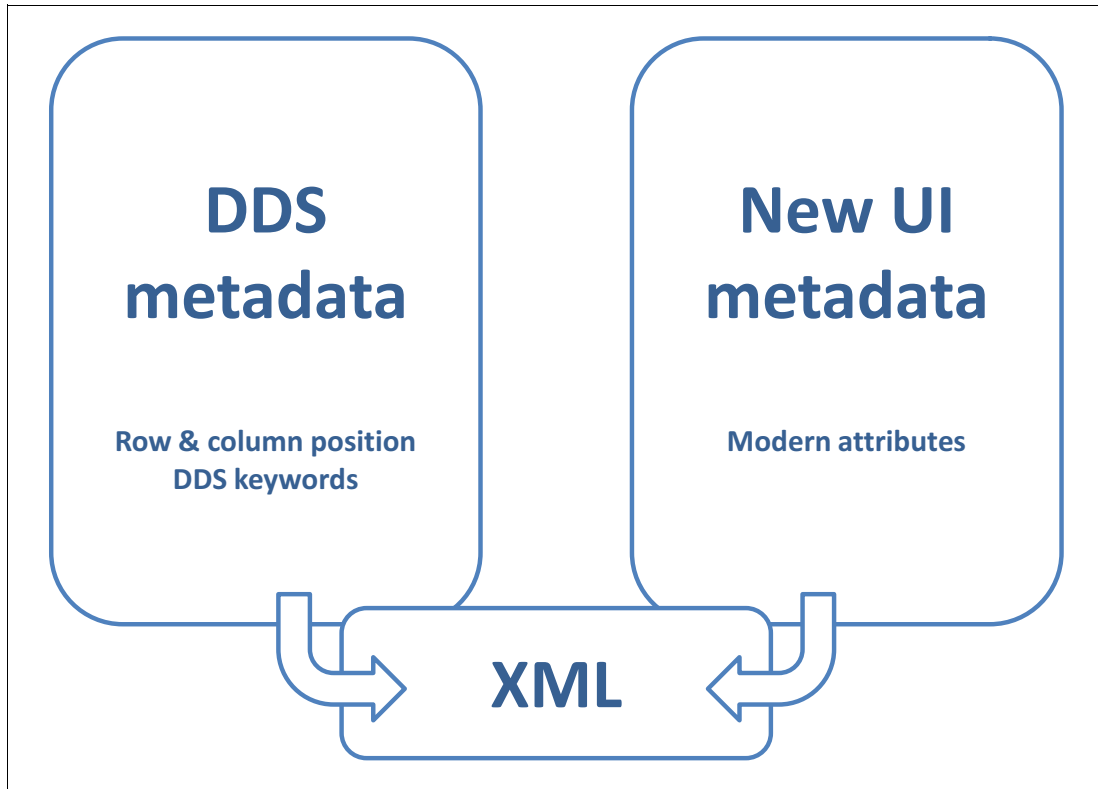 DDS
metadata
Row & column position
DDS keywords
New UI
metadata
Modern attributes
XML